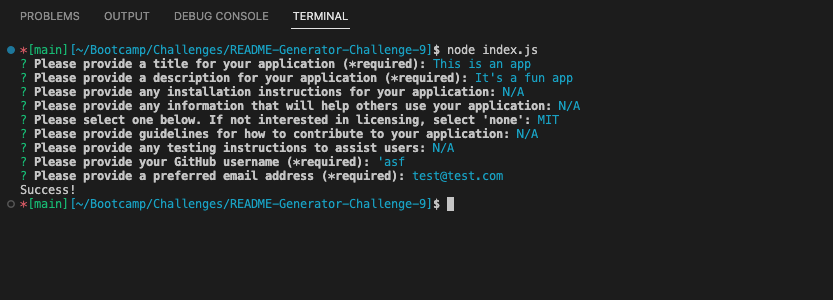 PROBLEMS OUTPUT DEBUG CONSOLE TERMINAL
*[main][~/Bootcamp/Challenges/README-Generator-Challenge-9]$ node index.js
? Please provide a title for your application (*required): This is an app
? Please provide a description for your application (*required): It's a fun app
? Please provide any installation instructions for your application: N/A
? Please provide any information that will help others use your application: N/A
? Please select one below. If not interested in licensing, select 'none': MIT
? Please provide guidelines for how to contribute to your application: N/A
? Please provide any testing instructions to assist users: N/A
? Please provide your GitHub username (*required): 'asf
? Please provide a preferred email address (*required): test@test.com
Success!
*[main][~/Bootcamp/Challenges/README-Generator-Challenge-9]$